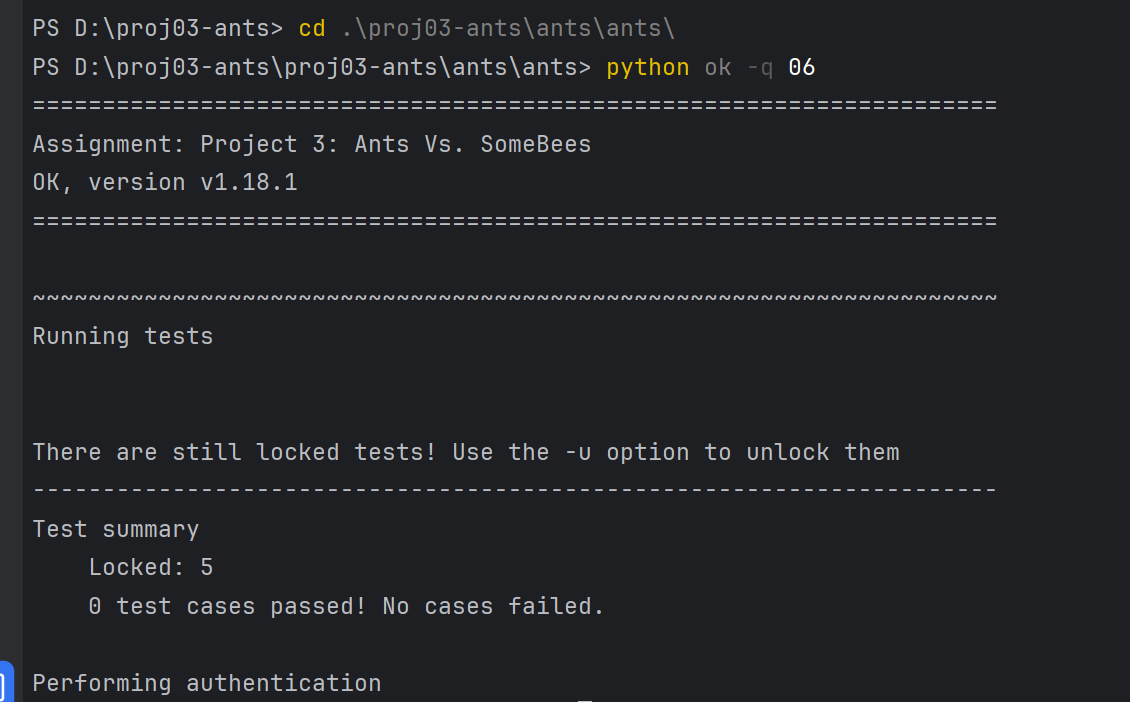 PS D:\proj03-ants> cd .\proj03-ants\ants\ants\
PS D:\proj03-ants\proj03-ants\ants\ants> python ok -q 06
=====================================================================
Assignment: Project 3: Ants Vs. SomeBees
OK, version v1.18.1
=====================================================================
~~~~~~~~~~~~~~~~~~~~~~~~~~~~~~~~~~~~~~~~~~~~~~~~~~~~~~~~~~~~~~~~~~~~~
Running tests
There are still locked tests! Use the -u option to unlock them
---------------------------------------------------------------------
Test summary
    Locked: 5
    0 test cases passed! No cases failed.
Performing authentication